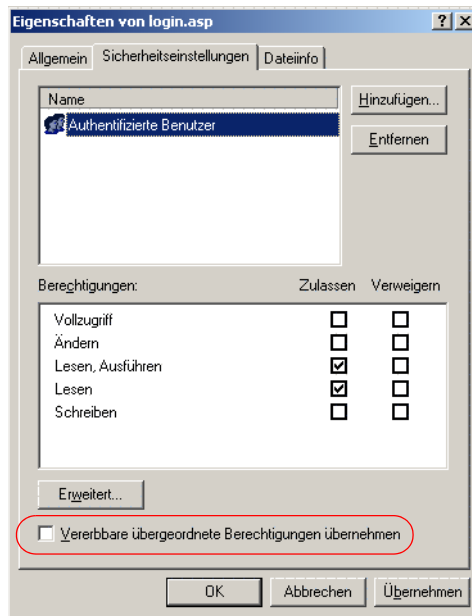 Eigenschaften von login.asp
Allgemein Sicherheitseinstellungen Dateiinfo
Name
Hinzufügen...
Authentifizierte Benutzer
Entfernen
Berechtigungen: Zulassen Verweigern
Vollzugriff
Ändern
Lesen, Ausführen
Lesen
Schreiben
Erweitert...
Vererbbare übergeordnete Berechtigungen übernehmen
OK Abbrechen Übernehmen